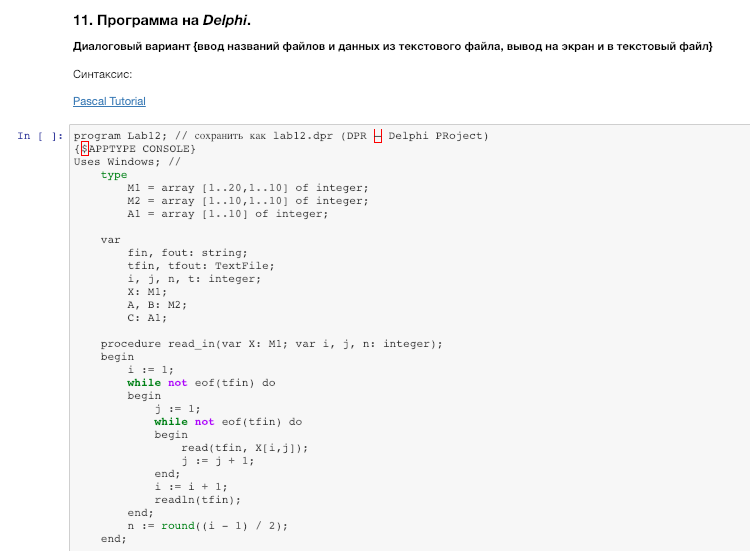 11. Программа на Delphi.
Диалоговый вариант {ввод названий файлов и данных из текстового файла, вывод на экран и в текстовый файл}
Синтаксис:
Pascal Tutorial
In [ ]: program Lab12; // сохранить как lab12.dpr (DPR – Delphi PRoject)
{$APPTYPE CONSOLE}
Uses Windows; //
    type
        M1 = array [1..20,1..10] of integer;
        M2 = array [1..10,1..10] of integer;
        A1 = array [1..10] of integer;
    var
        fin, fout: string;
        tfin, tfout: TextFile;
        i, j, n, t: integer;
        X: M1;
        A, B: M2;
        C: A1;
    procedure read_in(var X: M1; var i, j, n: integer);
    begin
        i := 1;
        while not eof(tfin) do
        begin
            j := 1;
            while not eof(tfin) do
            begin
                read(tfin, X[i,j]);
                j := j + 1;
            end;
            i := i + 1;
            readln(tfin);
        end;
        n := round((i - 1) / 2);
    end;